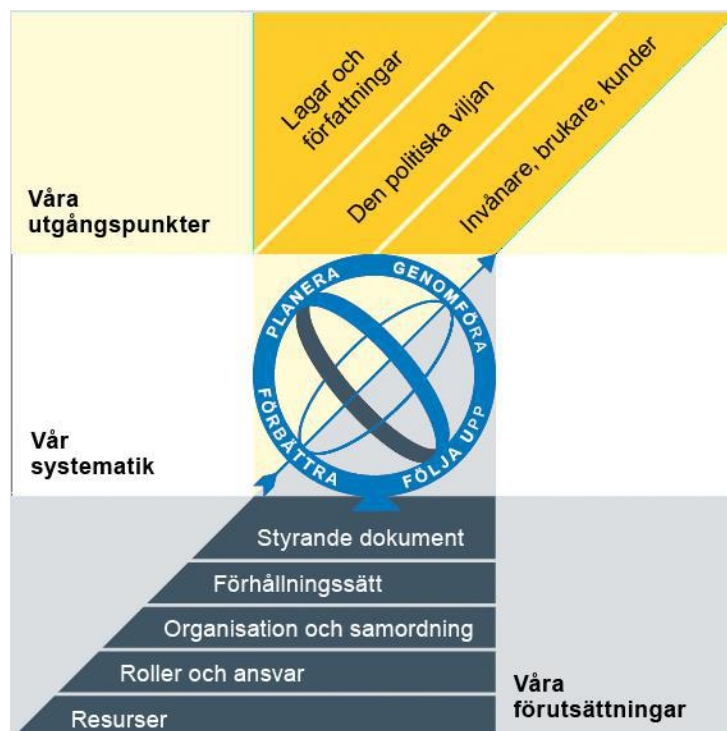 Lagar och
författningar
Den politiska viljan
Invånare, brukare, kunder
Våra
utgångspunkter
PLANERA
GENOMFÖRA
FÖLJA UPP
FÖRBÄTTRA
Vår
systematik
Styrande dokument
Förhållningssätt
Organisation och samordning
Roller och ansvar
Resurser
Våra
förutsättningar